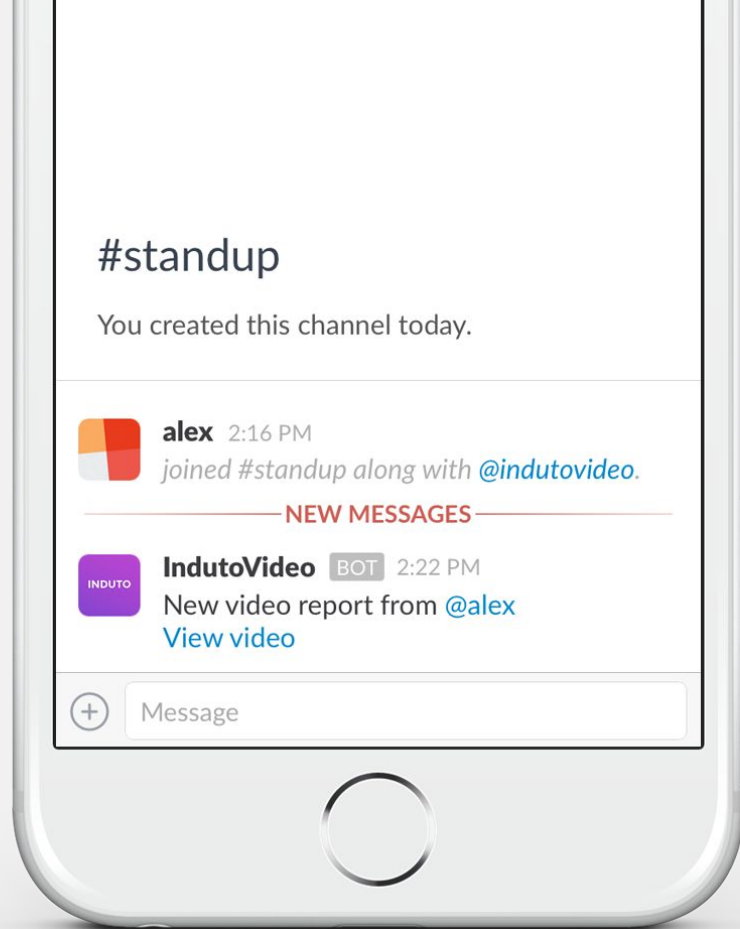 #standup
You created this channel today.
alex 2:16 PM
joined #standup along with @indutovideo.
NEW MESSAGES
INDUTO
IndutoVideo BOT 2:22 PM
New video report from @alex
View video
Message